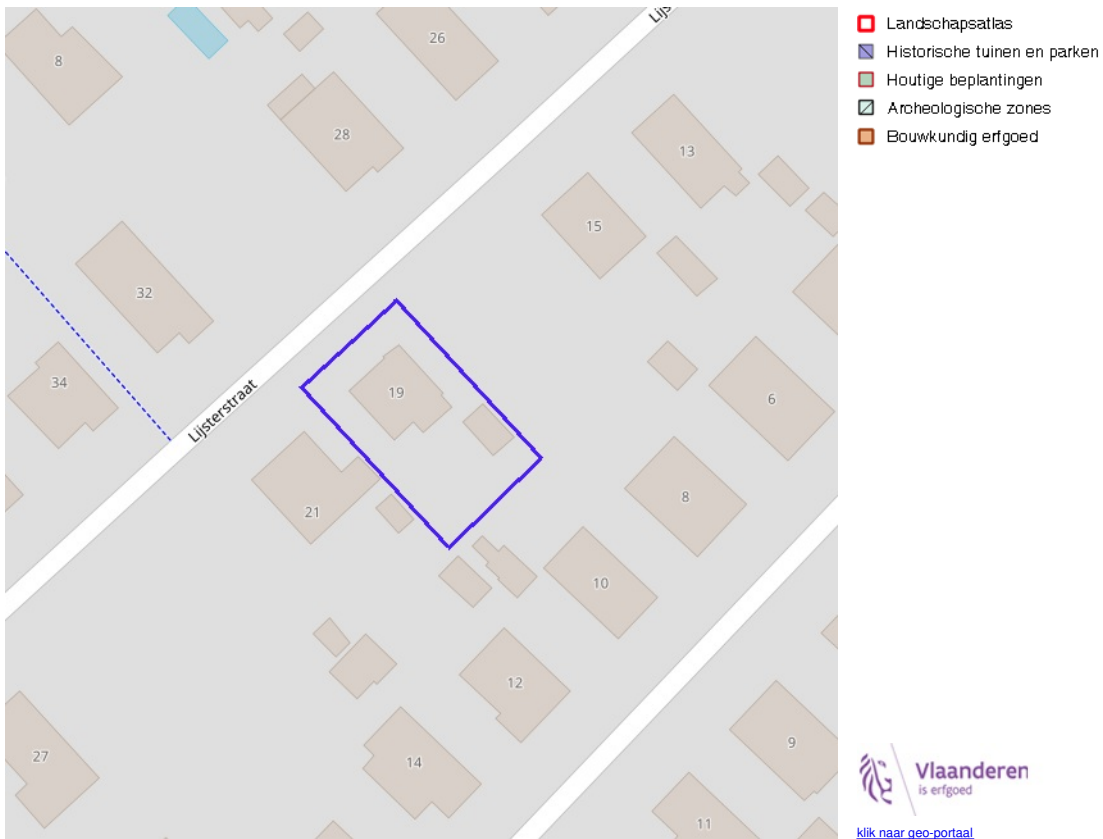 Lijs
26
8
28
13
15
32
34
19
6
Lijsterstraat
21
8
10
12
27
14
9
11
Landschapsatlas
Historische tuinen en parken
Houtige beplantingen
Archeologische zones
Bouwkundig erfgoed
Vlaanderen
is erfgoed
klik naar geo-portaal